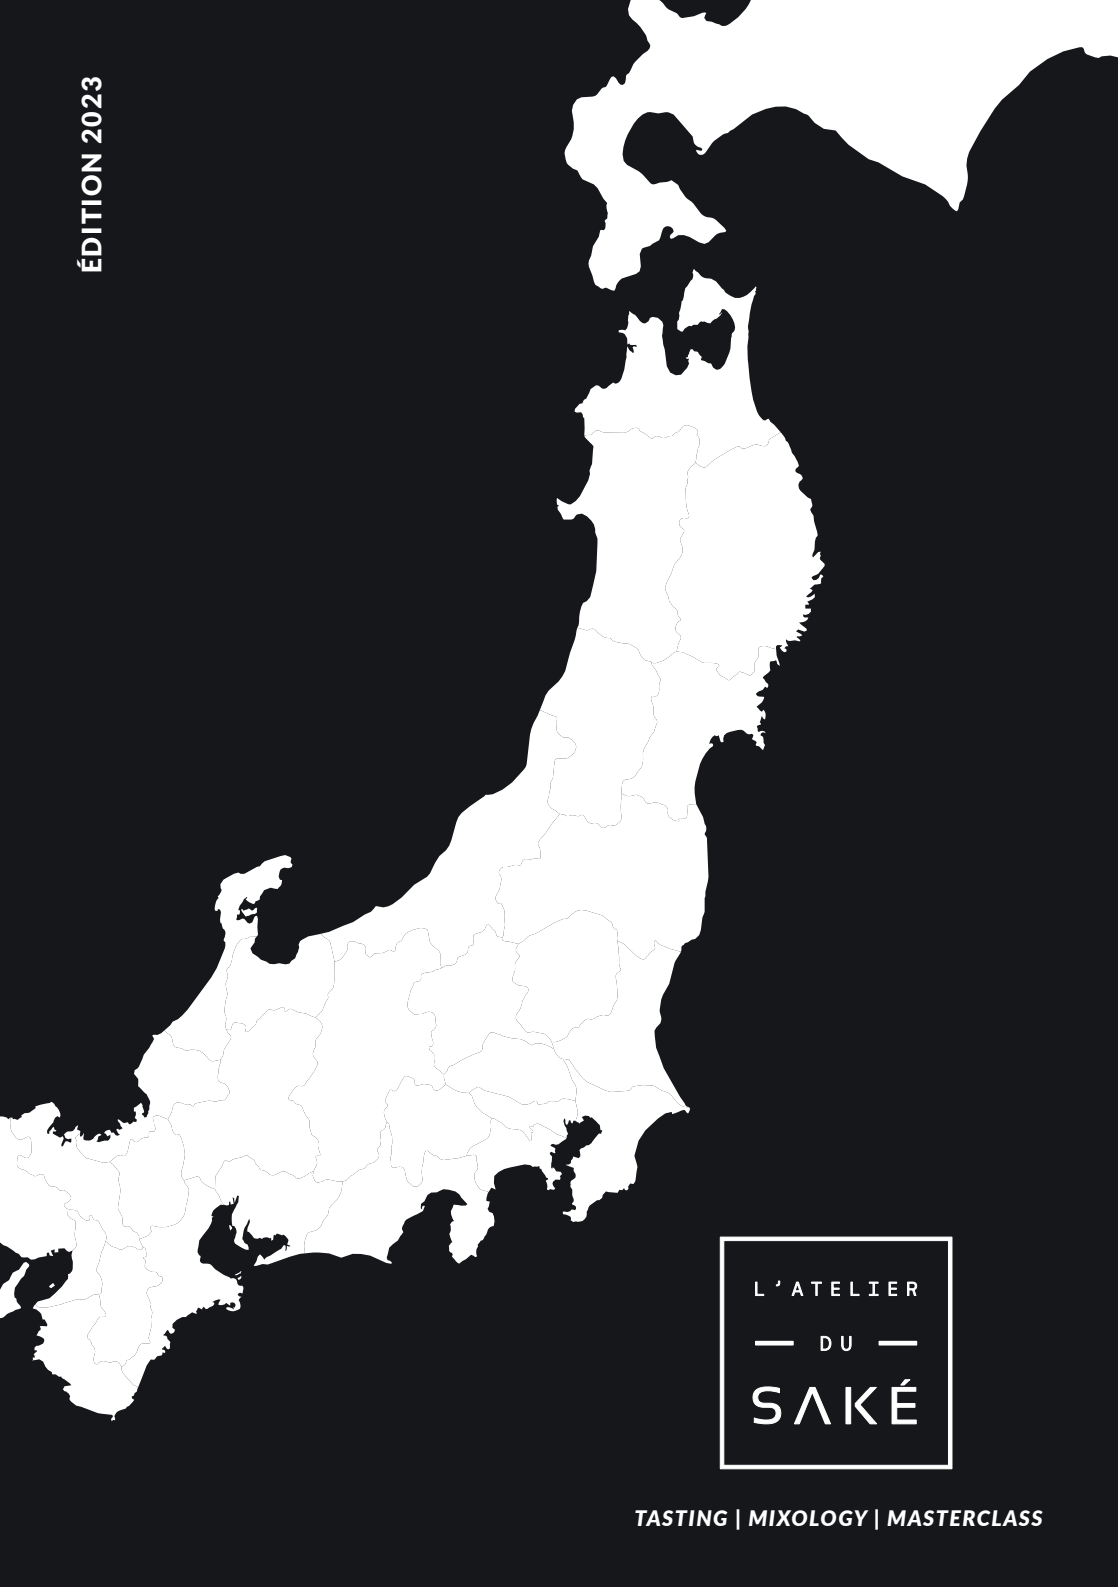 ÉDITION 2023
L'ATELIER
DU
SAKÉ
TASTING | MIXOLOGY | MASTERCLASS